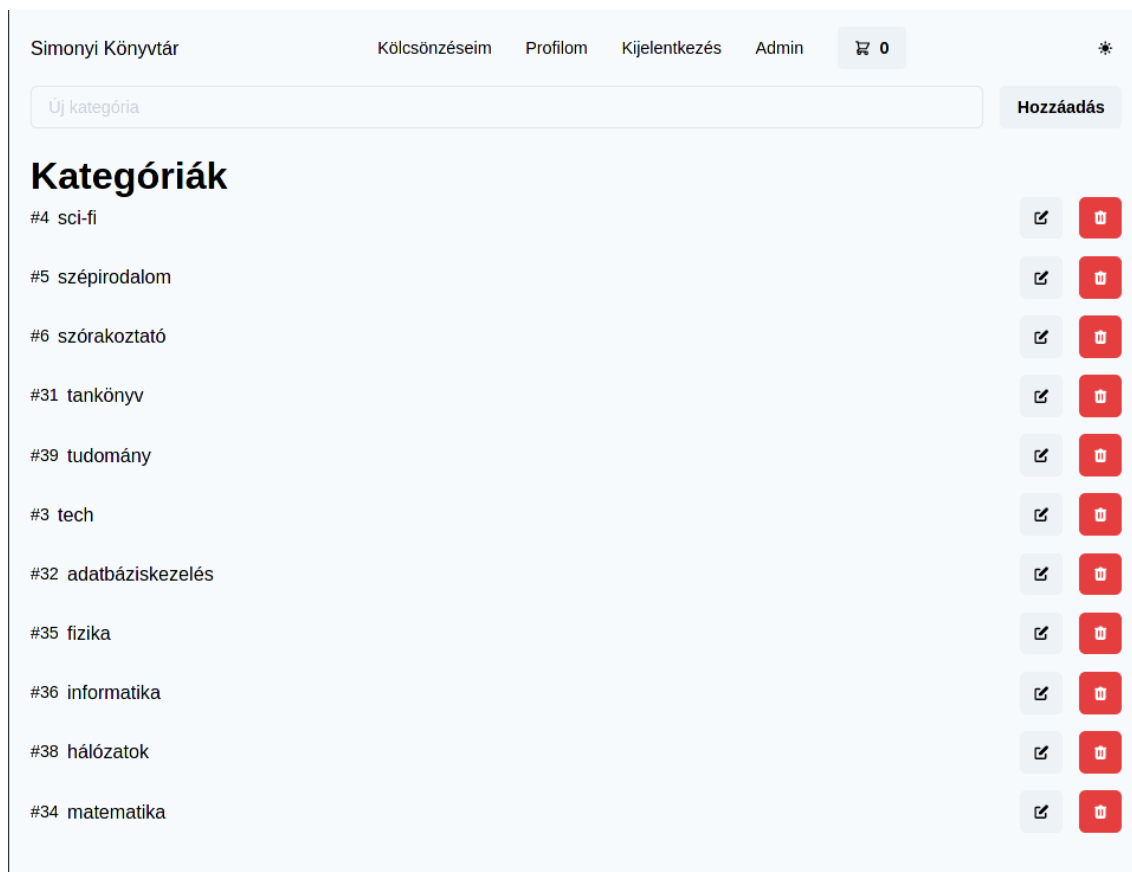 Simonyi Könyvtár Kölcsönzéseim Profilom Kijelentkezés Admin 0
Új kategória Hozzáadás
Kategóriák
#4 sci-fi
#5 szépirodalom
#6 szórakoztató
#31 tankönyv
#39 tudomány
#3 tech
#32 adatbáziskezelés
#35 fizika
#36 informatika
#38 hálózatok
#34 matematika